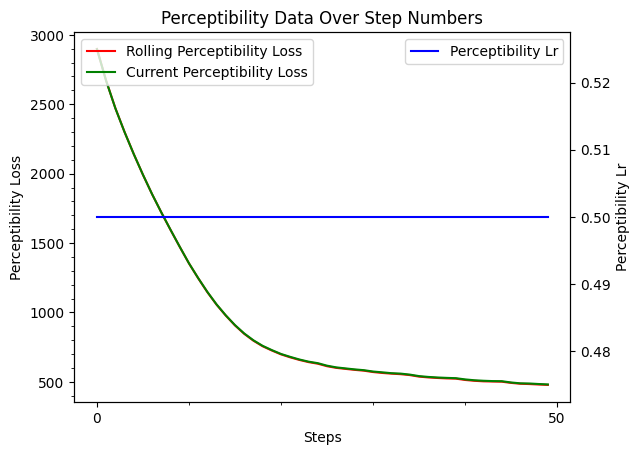 Perceptibility Data Over Step Numbers
Rolling Perceptibility Loss
Current Perceptibility Loss
Perceptibility Lr
3000
2500
2000
1500
1000
500
Perceptibility Loss
0.52
0.51
0.50
0.49
0.48
Perceptibility Lr
0
50
Steps